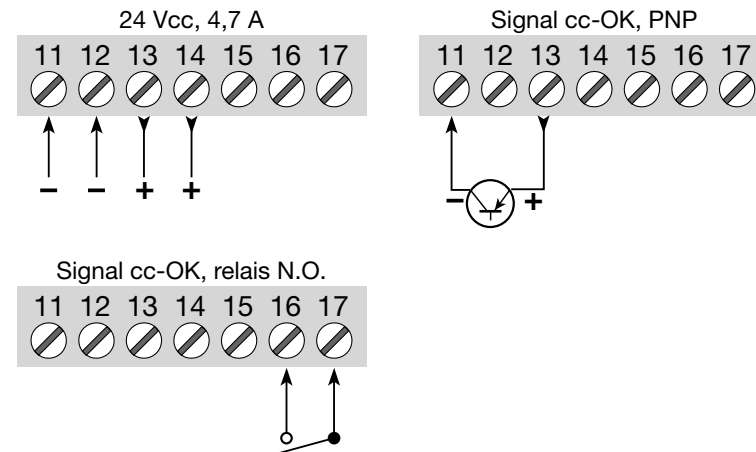 24 Vcc, 4,7 A
11 12 13 14 15 16 17
− − + +
Signal cc-OK, PNP
11 12 13 14 15 16 17
− +
Signal cc-OK, relais N.O.
11 12 13 14 15 16 17